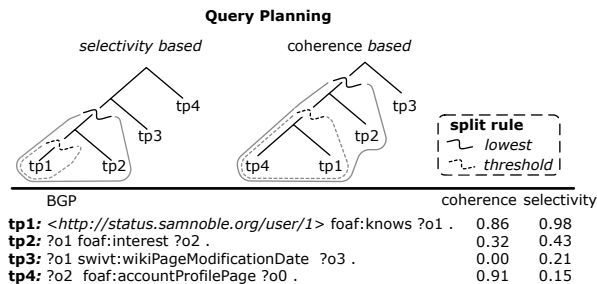 Query Planning
selectivity based
coherence based
tp4
tp3
tp1
tp2
tp3
tp2
tp4
tp1
split rule
lowest
threshold
BGP
coherence selectivity
tp1: <http://status.samnoble.org/user/1> foaf:knows ?o1 . 0.86 0.98
tp2: ?o1 foaf:interest ?o2 . 0.32 0.43
tp3: ?o1 swivt:wikiPageModificationDate ?o3 . 0.00 0.21
tp4: ?o2 foaf:accountProfilePage ?o0 . 0.91 0.15